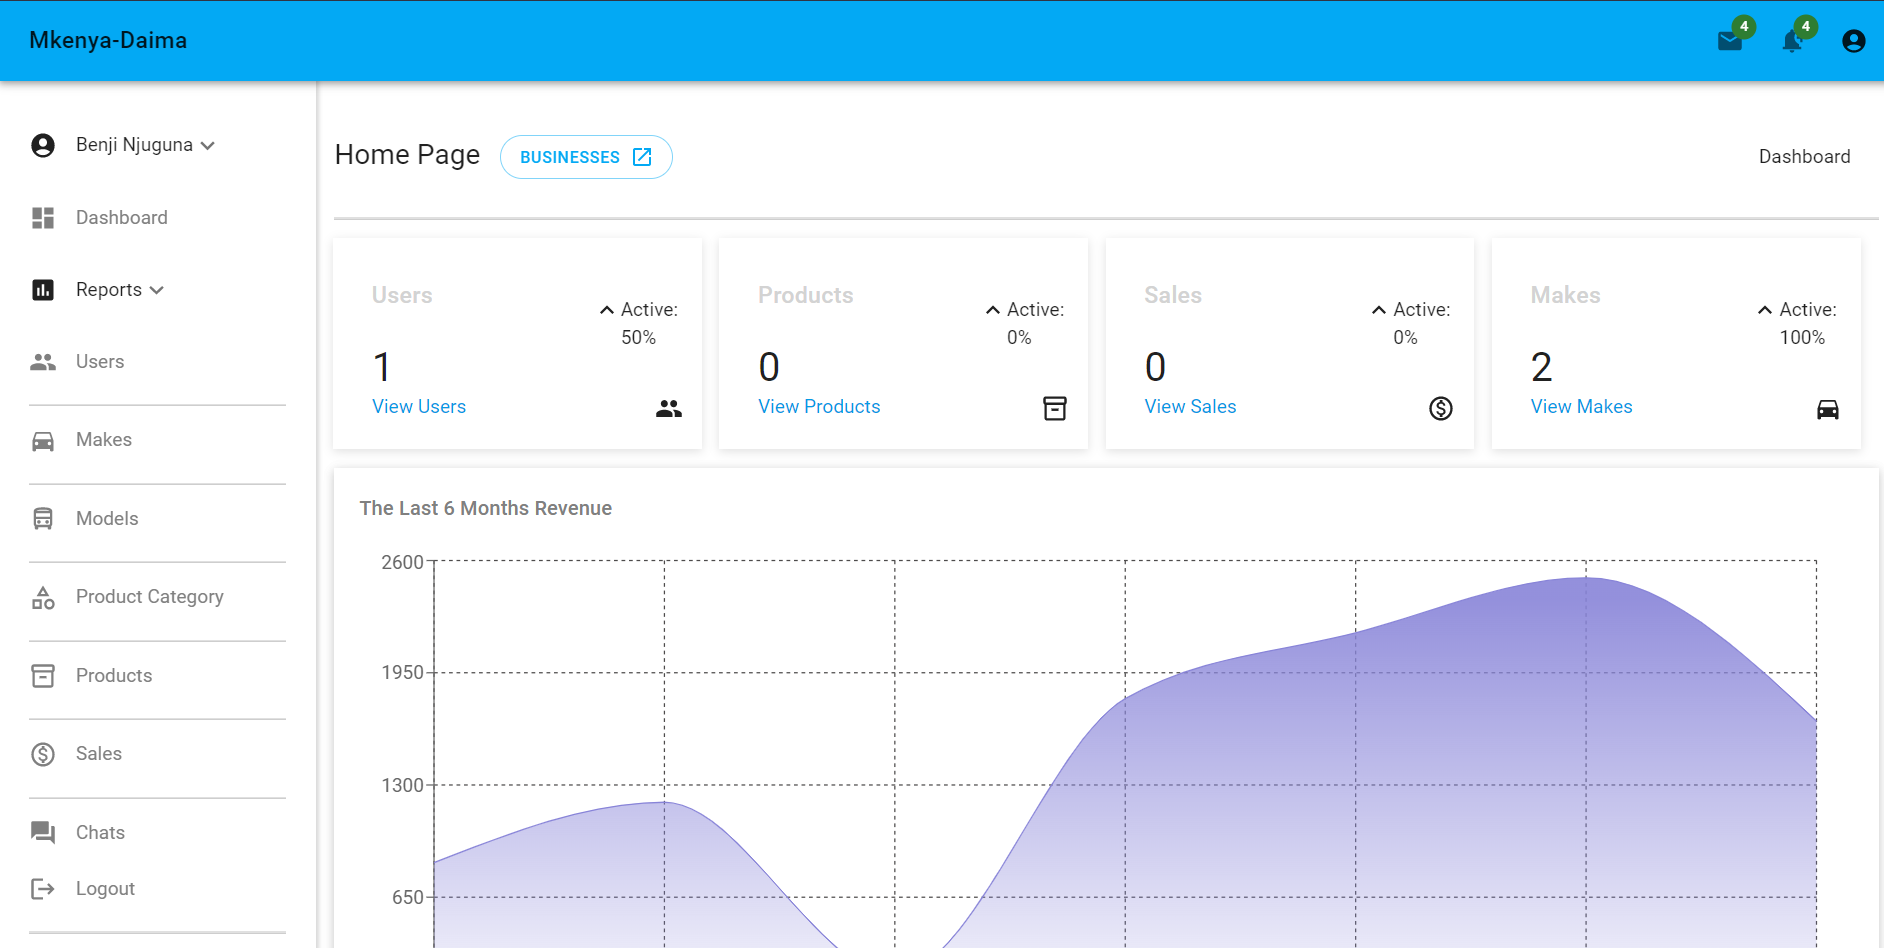 Mkenya-Daima
4
4
Benji Njuguna
Dashboard
Reports
Users
Makes
Models
Product Category
Products
Sales
Chats
Logout
Home Page
BUSINESSES
Dashboard
Users
Active:
50%
1
View Users
Products
Active:
0%
0
View Products
Sales
Active:
0%
0
View Sales
Makes
Active:
100%
2
View Makes
The Last 6 Months Revenue
2600
1950
1300
650